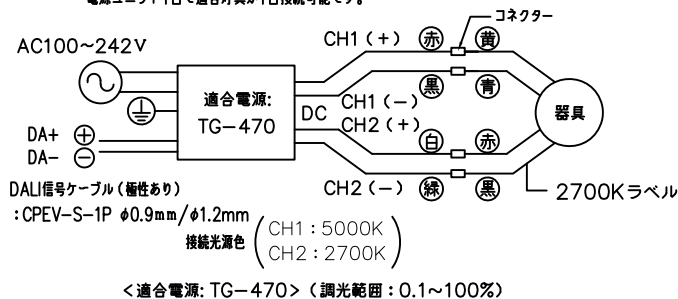 電源ユニット1台で適合灯具が1台接続可能です。
コネクター
AC100~242V
CH1(+) 赤 黄
黒 青
適合電源:
TG-470
DC
CH1(-)
CH2(+)
器具
白 赤
DA+ ⊕
DA- ⊖
CH2(-) 緑 黒
2700Kラベル
DALI信号ケーブル(極性あり)
:CPEV-S-1P φ0.9mm/φ1.2mm
接続光源色
CH1:5000K
CH2:2700K
<適合電源: TG-470>(調光範囲:0.1~100%)